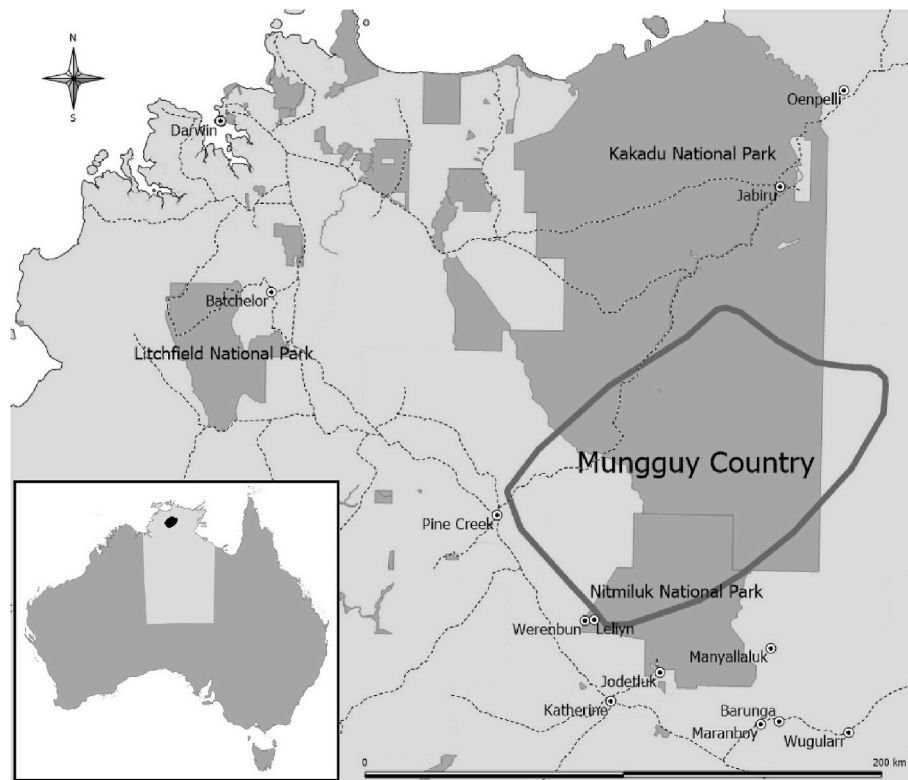 N
S
Oenpelli
Darwin
Kakadu National Park
Jabiru
Batchelor
Litchfield National Park
Mungguy Country
Pine Creek
Nitmiluk National Park
Werenbun
Leliyn
Manyallaluk
Jodetluk
Katherine
Barunga
Maranboy
Wugularr
0
200 km